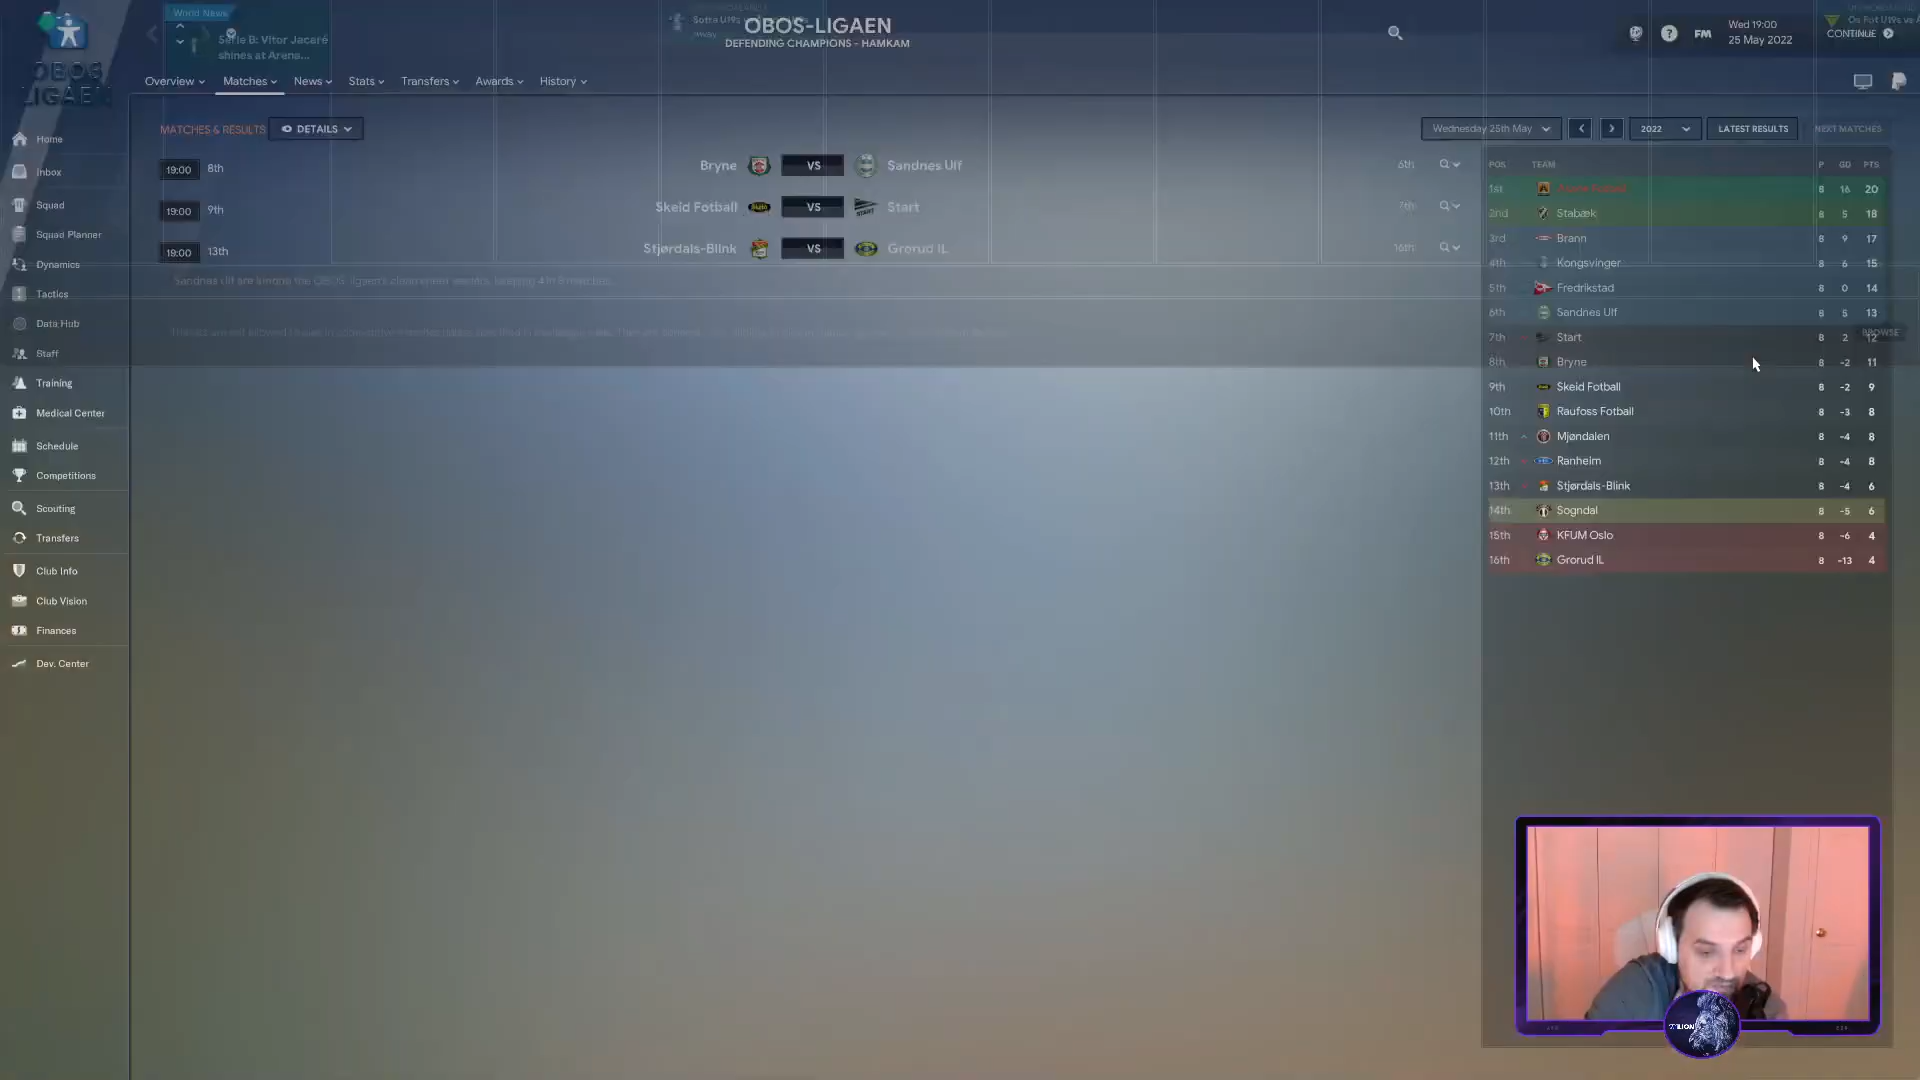 World News
Serie B: Vitor Jacaré
shines at Arena...
Sotra U19s
away
OBOS-LIGAEN
DEFENDING CHAMPIONS - HAMKAM
? FM
Wed 19:00
25 May 2022
CONTINUE
OBOS
LIGAEN
Overview Matches News Stats Transfers Awards History
MATCHES & RESULTS DETAILS
Wednesday 25th May 2022 LATEST RESULTS NEXT MATCHES
Home
Inbox
Squad
Squad Planner
Dynamics
Tactics
Data Hub
Staff
Training
Medical Center
Schedule
Competitions
Scouting
Transfers
Club Info
Club Vision
Finances
Dev. Center
19:00 8th Bryne VS Sandnes Ulf 6th
19:00 9th Skeid Fotball VS Start 7th
19:00 13th Stjørdals-Blink VS Grorud IL 16th
POS TEAM P GD PTS
1st 8 16 20
2nd Stabæk 8 5 18
3rd Brann 8 9 17
4th Kongsvinger 8 6 15
5th Fredrikstad 8 0 14
6th Sandnes Ulf 8 5 13
7th Start 8 2 12
BROWSE
8th Bryne 8 -2 11
9th Skeid Fotball 8 -2 9
10th Raufoss Fotball 8 -3 8
11th Mjøndalen 8 -4 8
12th Ranheim 8 -4 8
13th Stjørdals-Blink 8 -4 6
14th Sogndal 8 -5 6
15th KFUM Oslo 8 -6 4
16th Grorud IL 8 -13 4